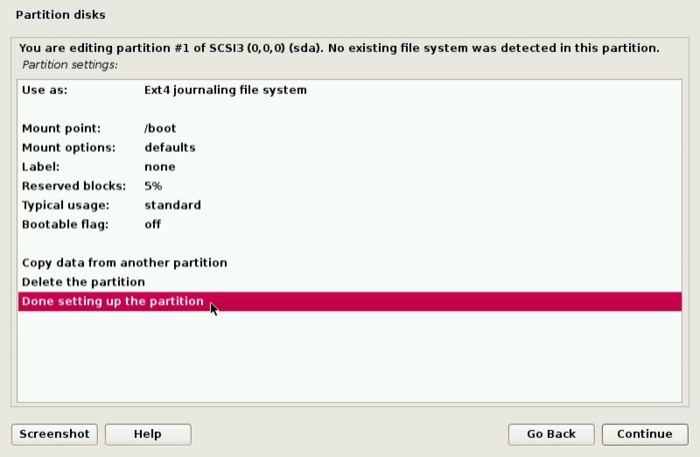 Partition disks
You are editing partition #1 of SCSI3 (0,0,0) (sda). No existing file system was detected in this partition.
Partition settings:
Use as: Ext4 journaling file system
Mount point: /boot
Mount options: defaults
Label: none
Reserved blocks: 5%
Typical usage: standard
Bootable flag: off
Copy data from another partition
Delete the partition
Done setting up the partition
Screenshot Help Go Back Continue